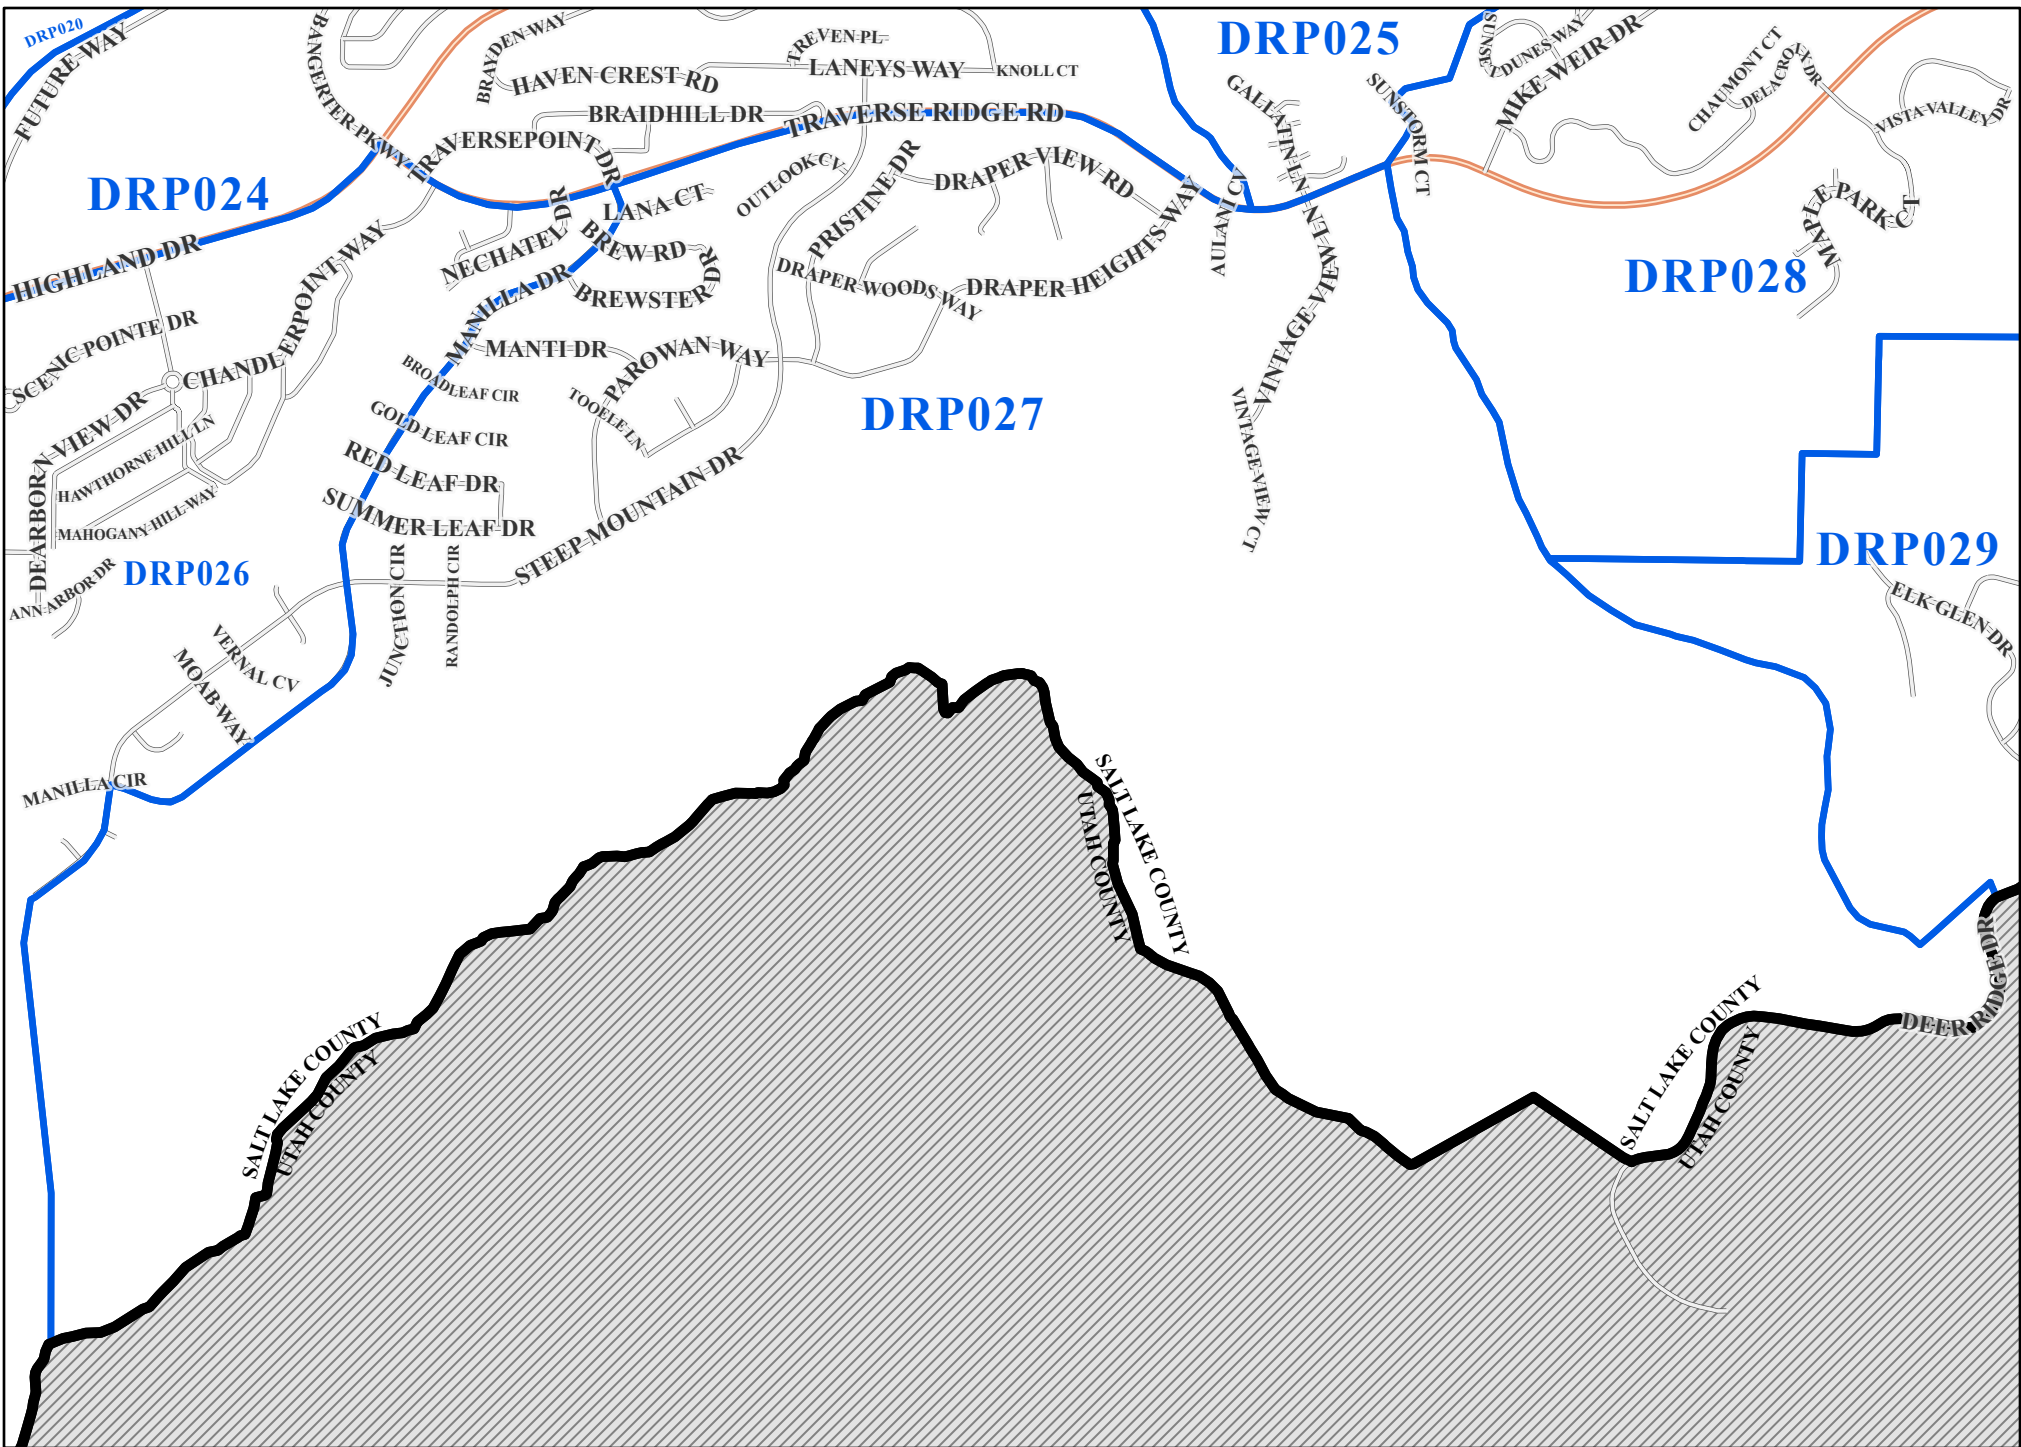 DRP020
FUTURE WAY
BANGERTER PKWY
BRAYDEN WAY
HAVEN CREST RD
TREVEN PL
LANEYS WAY
KNOLL CT
DRP025
SUNSET DUNES WAY
MIKE WEIR DR
CHAUMONT CT
DELACROIX DR
VISTA VALLEY DR
BRAIDHILL DR
TRAVERSE RIDGE RD
GALLATIN LN
SUNSTORM CT
TRAVERSEPOINT DR
DRP024
OUTLOOK CV
PRISTINE DR
DRAPER VIEW RD
LANA CT
AULANI CV
MAPLE PARK CT
HIGHLAND DR
CHANDLERPOINT WAY
NECHATEL DR
BREW RD
BREWSTER DR
MANILLA DR
DRAPER WOODS WAY
DRAPER HEIGHTS WAY
VINTAGE VIEW LN
DRP028
SCENIC POINTE DR
MANTI DR
PAROWAN WAY
BROADLEAF CIR
TOOELE LN
GOLD LEAF CIR
DRP027
VINTAGE VIEW CT
DEARBORN VIEW DR
HAWTHORNE HILL LN
MAHOGANY HILL WAY
RED LEAF DR
SUMMER LEAF DR
STEEP MOUNTAIN DR
DRP029
ANN ARBOR DR
DRP026
JUNCTION CIR
RANDOLPH CIR
ELK GLEN DR
VERNAL CV
MOAB WAY
MANILLA CIR
SALT LAKE COUNTY
UTAH COUNTY
DEER RIDGE DR
SALT LAKE COUNTY
UTAH COUNTY
SALT LAKE COUNTY
UTAH COUNTY